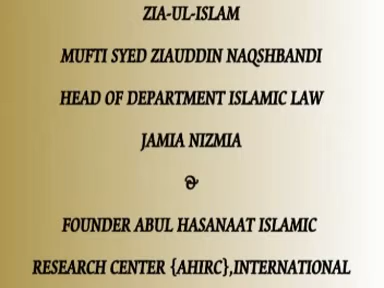 ZIA-UL-ISLAM
MUFTI SYED ZIAUDDIN NAQSHBANDI
HEAD OF DEPARTMENT ISLAMIC LAW
JAMIA NIZMIA
&
FOUNDER ABUL HASANAAT ISLAMIC
RESEARCH CENTER {AHIRC},INTERNATIONAL